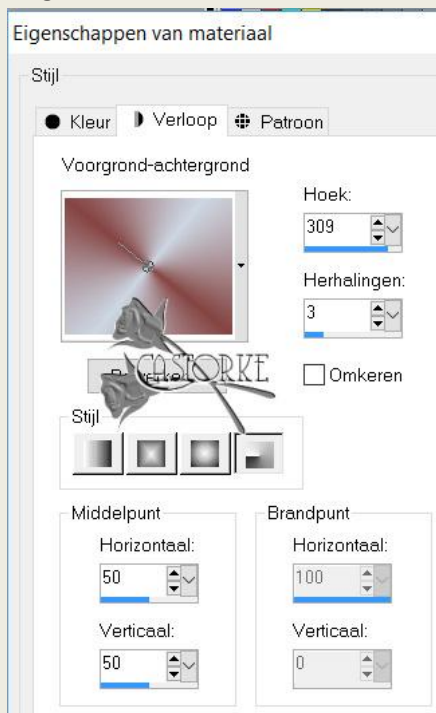 Eigenschappen van materiaal
Stijl
Kleur Verloop Patroon
Voorgrond-achtergrond
Hoek:
309
Herhalingen:
3
CASTORKE
Omkeren
Stijl
Middelpunt
Horizontaal:
50
Verticaal:
50
Brandpunt
Horizontaal:
100
Verticaal:
0